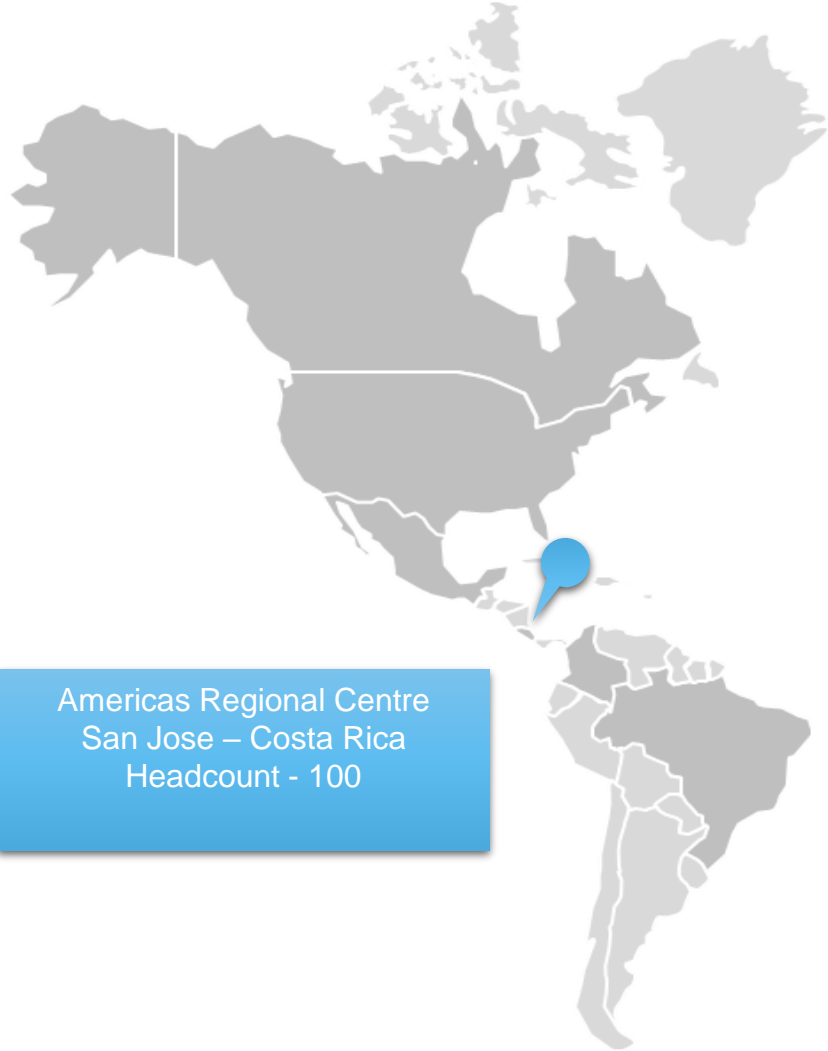 Americas Regional Centre
San Jose – Costa Rica
Headcount - 100